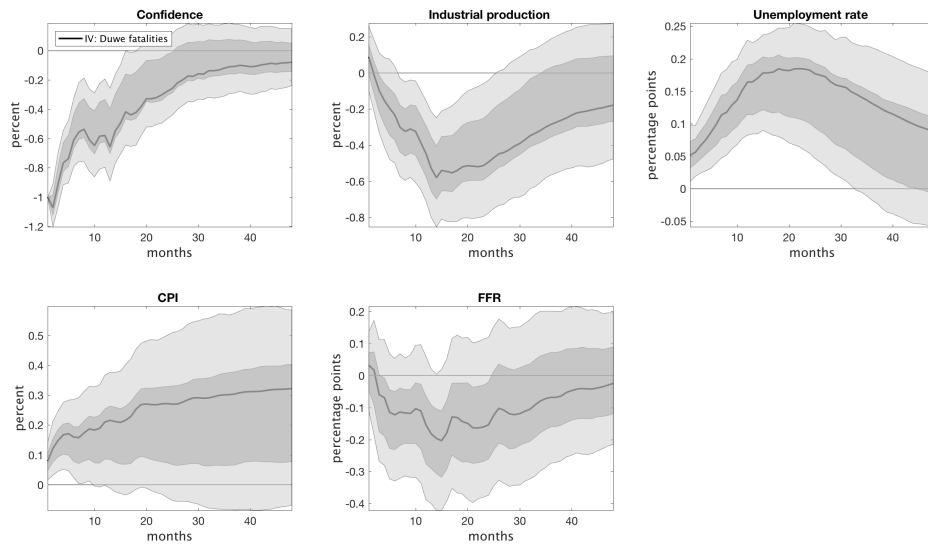 Confidence
IV: Duwe fatalities
0
-0.2
-0.4
-0.6
-0.8
-1
-1.2
percent
10 20 30 40
months
Industrial production
0.2
0
-0.2
-0.4
-0.6
-0.8
percent
10 20 30 40
months
Unemployment rate
0.25
0.2
0.15
0.1
0.05
0
-0.05
percentage points
10 20 30 40
months
CPI
0.5
0.4
0.3
0.2
0.1
0
percent
10 20 30 40
months
FFR
0.2
0.1
0
-0.1
-0.2
-0.3
-0.4
percentage points
10 20 30 40
months